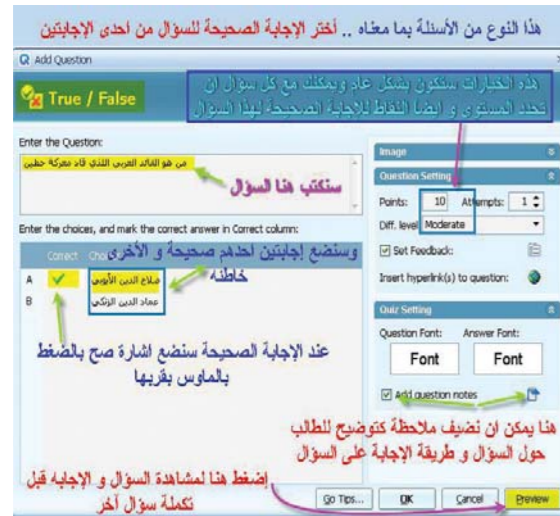 هذا النوع من الأسئلة بما معناه .. أختر الإجابة الصحيحة للسؤال من احدى الإجابتين
Add Question
True / False
هذه الخيارات ستكون بشكل عام ويمكنك مع كل سؤال ان
تحدد المستوى و ايضا النقاط للاجابة الصحيحة لهذا السؤال
Enter the Question:
من هو القائد العربي اللذي قاد معركة حطين
سنكتب هنا السؤال
Image
Question Setting
Points: 10 Attempts: 1
Diff. level Moderate
Set Feedback:
Insert hyperlink(s) to question:
Enter the choices, and mark the correct answer in Correct column:
وسنضع إجابتين احدهم صحيحة و الأخرى
خاطئه
Correct
A صلاح الدين الأيوبي
B عماد الدين الزنكي
عند الإجابة الصحيحة سنضع اشارة صح بالضغط
بالماوس بقربها
Quiz Setting
Question Font: Answer Font:
Font Font
Add question notes
هنا يمكن ان نضيف ملاحظة كتوضيح للطالب
حول السؤال و طريقة الإجابة على السؤال
إضغط هنا لمشاهدة السؤال و الإجابه قبل
تكملة سؤال آخر
Go Tips... OK Cancel Preview